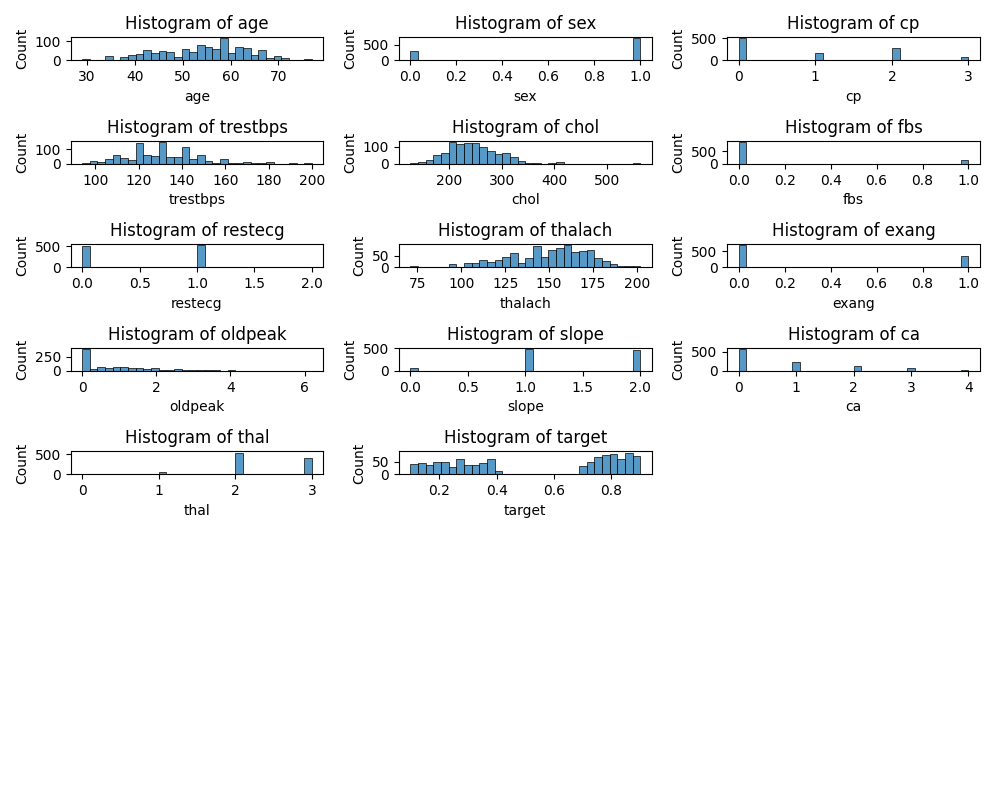 Histogram of age
Count
100
0
30 40 50 60 70
age
Histogram of sex
Count
500
0
0.0 0.2 0.4 0.6 0.8 1.0
sex
Histogram of cp
Count
500
0
0 1 2 3
cp
Histogram of trestbps
Count
100
0
100 120 140 160 180 200
trestbps
Histogram of chol
Count
100
0
200 300 400 500
chol
Histogram of fbs
Count
500
0
0.0 0.2 0.4 0.6 0.8 1.0
fbs
Histogram of restecg
Count
500
0
0.0 0.5 1.0 1.5 2.0
restecg
Histogram of thalach
Count
50
0
75 100 125 150 175 200
thalach
Histogram of exang
Count
500
0
0.0 0.2 0.4 0.6 0.8 1.0
exang
Histogram of oldpeak
Count
250
0
0 2 4 6
oldpeak
Histogram of slope
Count
500
0
0.0 0.5 1.0 1.5 2.0
slope
Histogram of ca
Count
500
0
0 1 2 3 4
ca
Histogram of thal
Count
500
0
0 1 2 3
thal
Histogram of target
Count
50
0
0.2 0.4 0.6 0.8
target